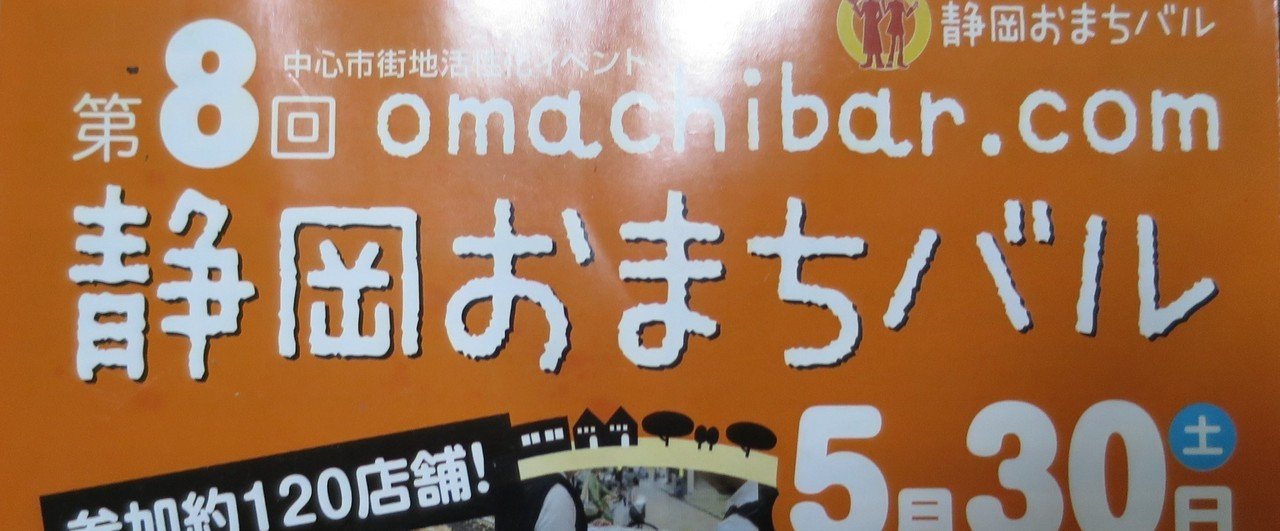 静岡おまちバル
中心市街地活性化イベント
第8回 omachibar.com
静岡おまちバル
5月30日 土
参加約120店舗!